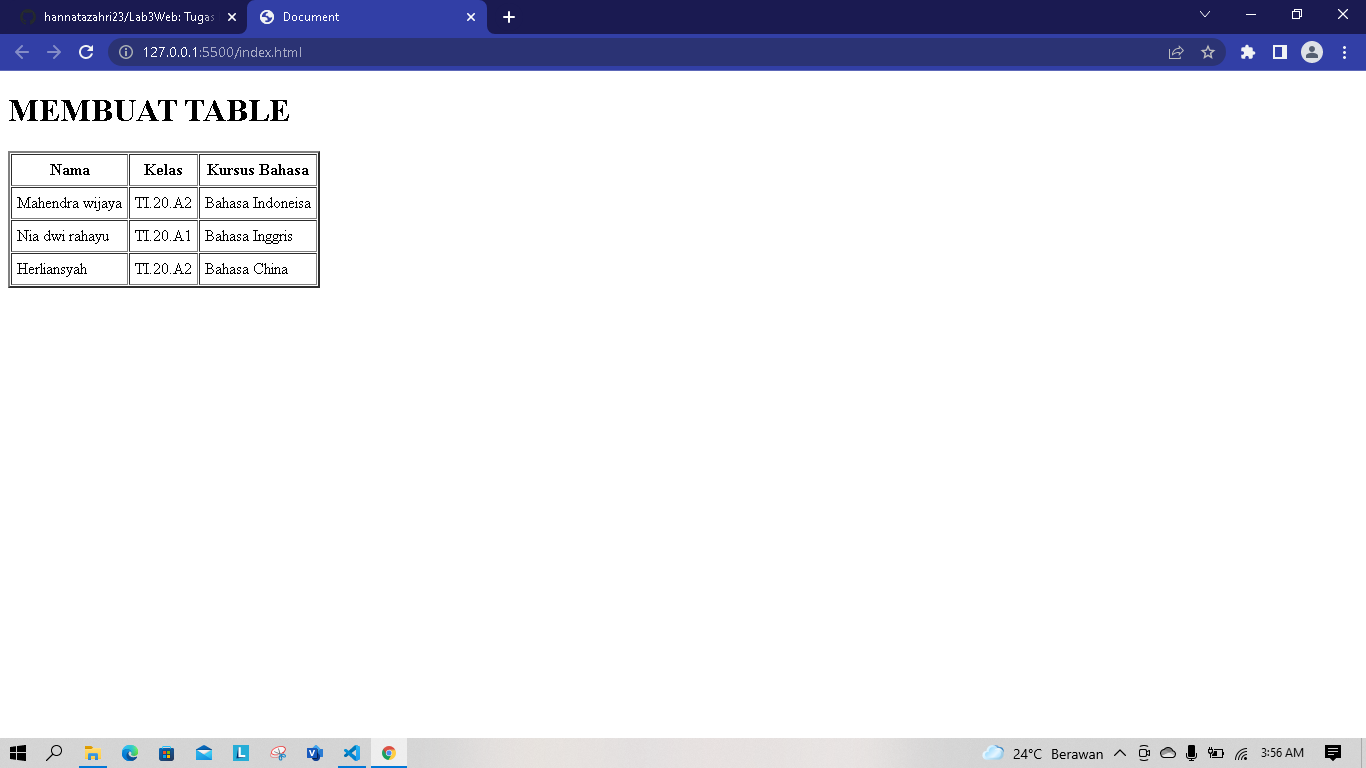 hannatazahri23/Lab3Web: Tugas
Document
127.0.0.1:5500/index.html
MEMBUAT TABLE
Nama Kelas Kursus Bahasa
Mahendra wijaya TI.20.A2 Bahasa Indoneisa
Nia dwi rahayu TI.20.A1 Bahasa Inggris
Herliansyah TI.20.A2 Bahasa China
24°C Berawan 3:56 AM